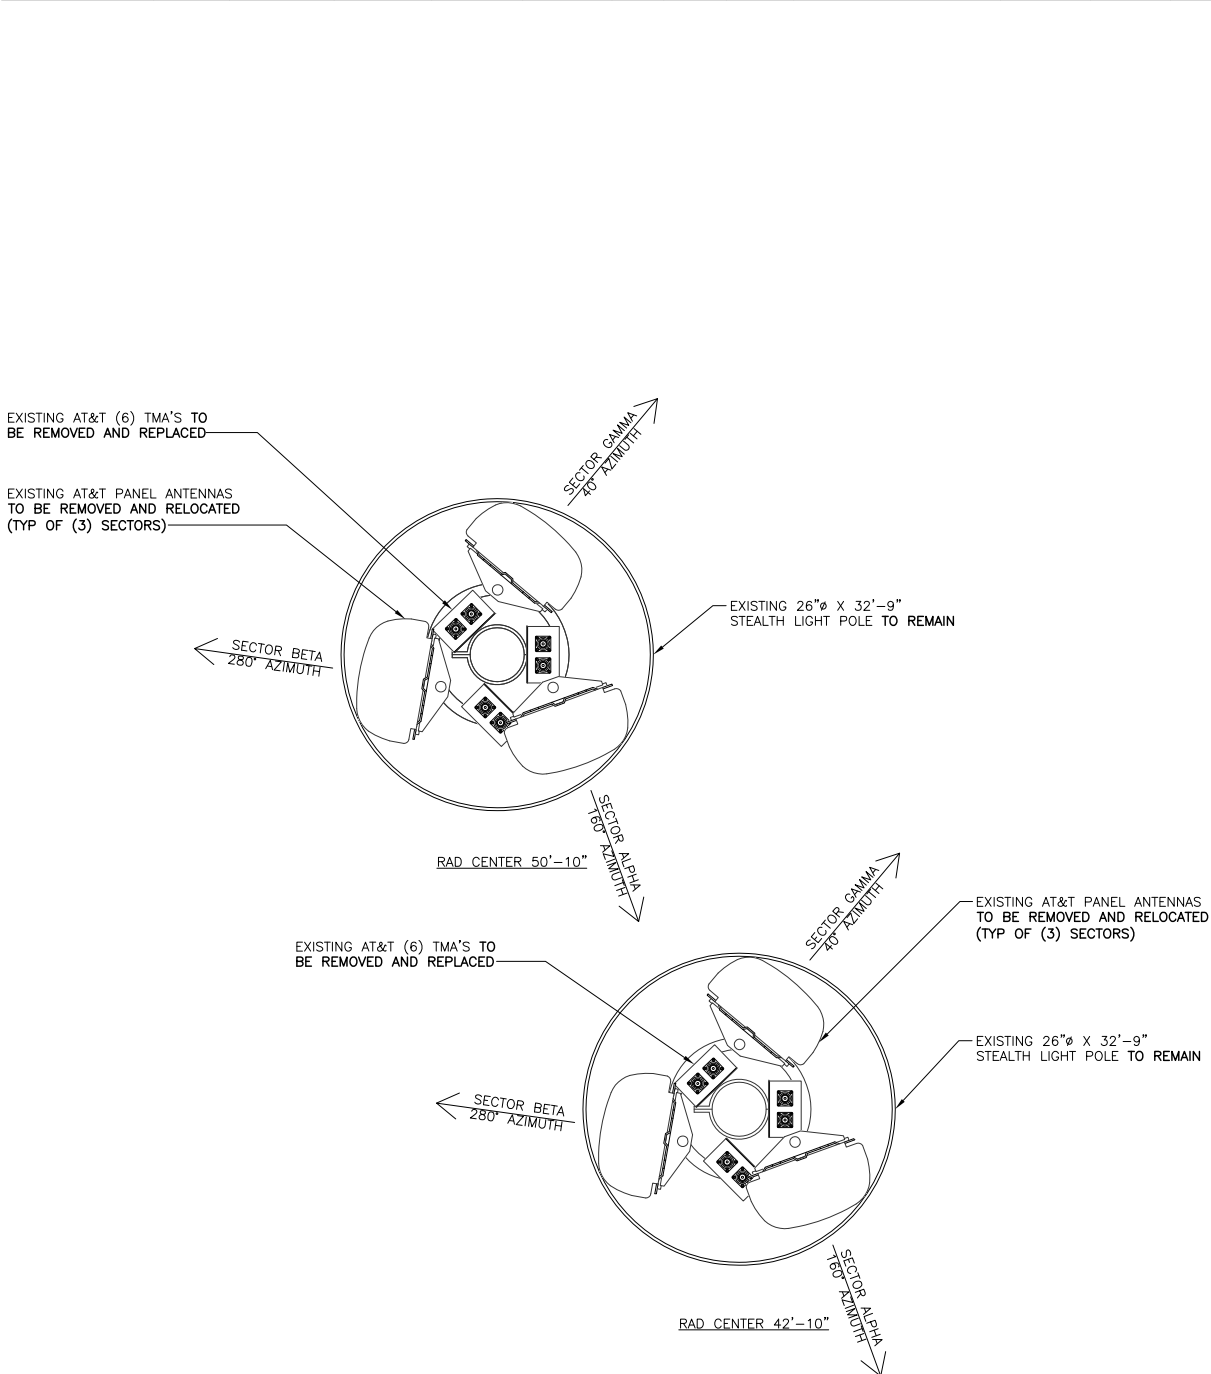 EXISTING AT&T (6) TMA'S TO
BE REMOVED AND REPLACED
EXISTING AT&T PANEL ANTENNAS
TO BE REMOVED AND RELOCATED
(TYP OF (3) SECTORS)
SECTOR GAMMA
40° AZIMUTH
EXISTING 26"ø X 32'-9"
STEALTH LIGHT POLE TO REMAIN
SECTOR BETA
280° AZIMUTH
SECTOR ALPHA
160° AZIMUTH
RAD CENTER 50'-10"
SECTOR GAMMA
40° AZIMUTH
EXISTING AT&T PANEL ANTENNAS
TO BE REMOVED AND RELOCATED
(TYP OF (3) SECTORS)
EXISTING AT&T (6) TMA'S TO
BE REMOVED AND REPLACED
EXISTING 26"ø X 32'-9"
STEALTH LIGHT POLE TO REMAIN
SECTOR BETA
280° AZIMUTH
SECTOR ALPHA
160° AZIMUTH
RAD CENTER 42'-10"